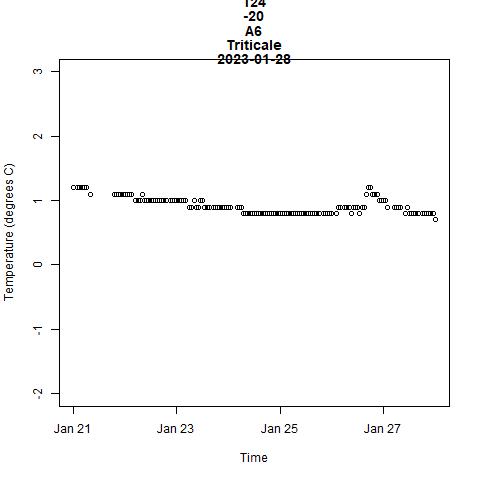 124
-20
A6
Triticale
2023-01-28
3
2
1
0
-1
-2
Temperature (degrees C)
Jan 21 Jan 23 Jan 25 Jan 27
Time